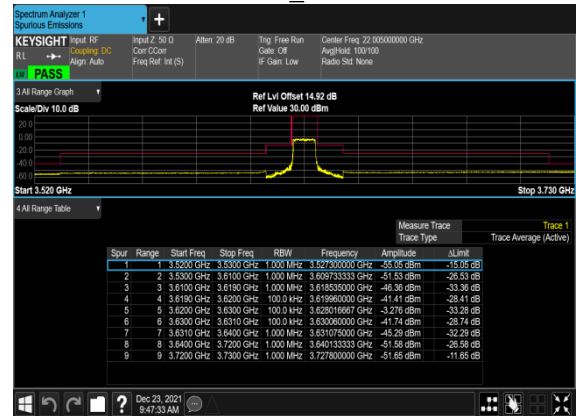 Spectrum Analyzer 1
Spurious Emissions
+
KEYSIGHT Input: RF
RL
Coupling: DC
Align: Auto
Input Z: 50 Ω
Corr CCorr
Freq Ref: Int (S)
Atten: 20 dB
Trig: Free Run
Gate: Off
IF Gain: Low
Center Freq: 22.005000000 GHz
Avg|Hold: 100/100
Radio Std: None
PASS
3 All Range Graph
Scale/Div 10.0 dB
Ref Lvl Offset 14.92 dB
Ref Value 30.00 dBm
20.0
0.00
-20.0
-40.0
-60.0
Start 3.520 GHz
Stop 3.730 GHz
4 All Range Table
Measure Trace Trace 1
Trace Type Trace Average (Active)
Spur Range Start Freq Stop Freq RBW Frequency Amplitude ΔLimit
1 1 3.5200 GHz 3.5300 GHz 1.000 MHz 3.527300000 GHz -55.05 dBm -15.05 dB
2 2 3.5300 GHz 3.6100 GHz 1.000 MHz 3.609733333 GHz -51.53 dBm -26.53 dB
3 3 3.6100 GHz 3.6190 GHz 1.000 MHz 3.618535000 GHz -46.36 dBm -33.36 dB
4 4 3.6190 GHz 3.6200 GHz 100.0 kHz 3.619960000 GHz -41.41 dBm -28.41 dB
5 5 3.6200 GHz 3.6300 GHz 100.0 kHz 3.628016667 GHz -3.276 dBm -33.28 dB
6 6 3.6300 GHz 3.6310 GHz 100.0 kHz 3.630060000 GHz -41.74 dBm -28.74 dB
7 7 3.6310 GHz 3.6400 GHz 1.000 MHz 3.631075000 GHz -45.29 dBm -32.29 dB
8 8 3.6400 GHz 3.7200 GHz 1.000 MHz 3.640133333 GHz -51.58 dBm -26.58 dB
9 9 3.7200 GHz 3.7300 GHz 1.000 MHz 3.727800000 GHz -51.65 dBm -11.65 dB
?
Dec 23, 2021
9:47:33 AM